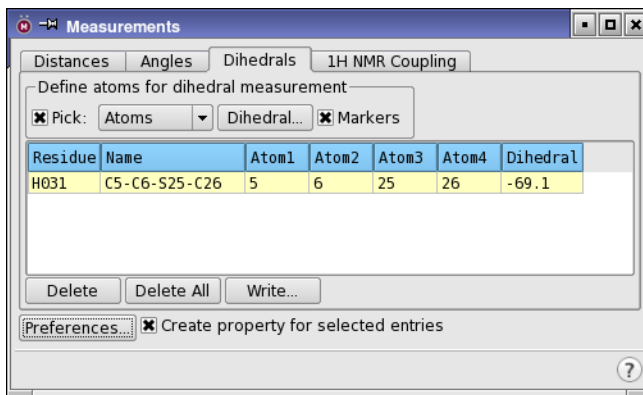 Measurements
Distances Angles Dihedrals 1H NMR Coupling
Define atoms for dihedral measurement
Pick: Atoms Dihedral... Markers
Residue Name Atom1 Atom2 Atom3 Atom4 Dihedral
H031 C5-C6-S25-C26 5 6 25 26 -69.1
Delete Delete All Write...
Preferences... Create property for selected entries
?